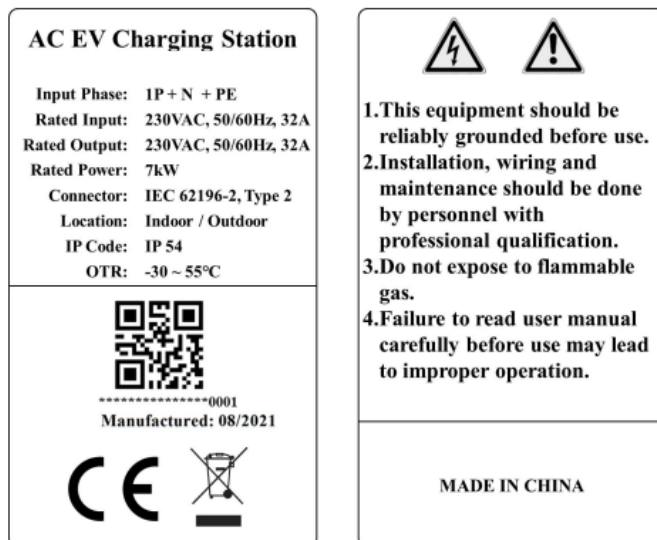 AC EV Charging Station
Input Phase: 1P + N + PE
Rated Input: 230VAC, 50/60Hz, 32A
Rated Output: 230VAC, 50/60Hz, 32A
Rated Power: 7kW
Connector: IEC 62196-2, Type 2
Location: Indoor / Outdoor
IP Code: IP 54
OTR: -30 ~ 55℃
***************0001
Manufactured: 08/2021
CE
1.This equipment should be
reliably grounded before use.
2.Installation, wiring and
maintenance should be done
by personnel with
professional qualification.
3.Do not expose to flammable
gas.
4.Failure to read user manual
carefully before use may lead
to improper operation.
MADE IN CHINA